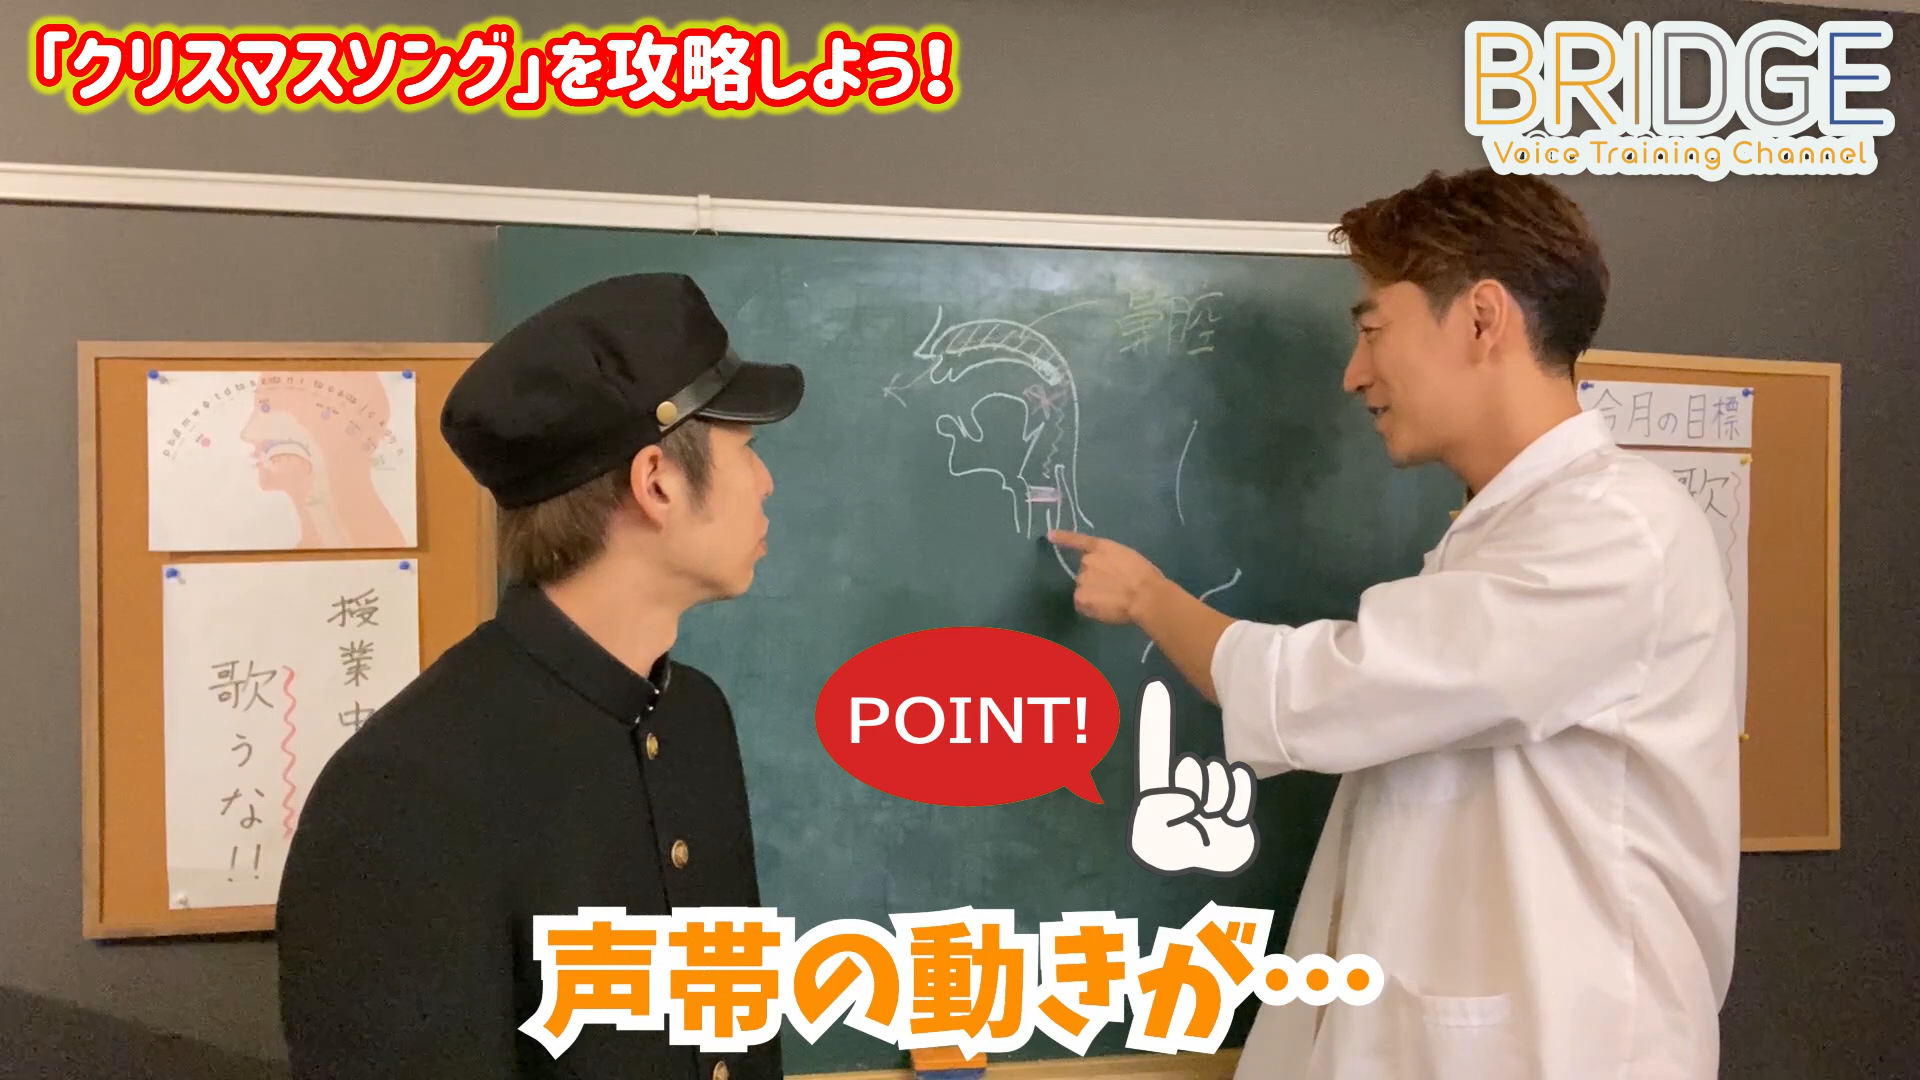 「クリスマスソング」を攻略しよう!
BRIDGE
Voice Training Channel
鼻腔
今月の目標
歌
授業中
歌うな!!
POINT!
声帯の動きが…